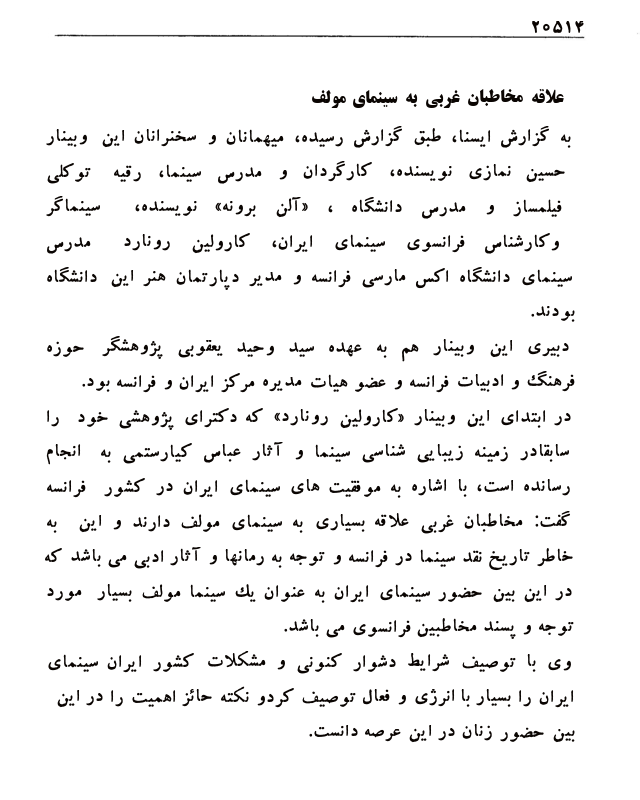 ۲۰۵۱۴
علاقه مخاطبان غربی به سینمای مولف
به گزارش ایسنا، طبق گزارش رسیده، میهمانان و سخنرانان این وبینار
حسین نمازی نویسنده، کارگردان و مدرس سینما، رقیه توکلی
فیلمساز و مدرس دانشگاه ، «آلن برونه» نویسنده، سینماگر
وکارشناس فرانسوی سینمای ایران، کارولین رونارد مدرس
سینمای دانشگاه اکس مارسی فرانسه و مدیر دپارتمان هنر این دانشگاه
بودند.
دبیری این وبینار هم به عهده سید وحید یعقوبی پژوهشگر حوزه
فرهنگ و ادبیات فرانسه و عضو هیات مدیره مرکز ایران و فرانسه بود.
در ابتدای این وبینار «کارولین رونارد» که دکترای پژوهشی خود را
سابقادر زمینه زیبایی شناسی سینما و آثار عباس کیارستمی به انجام
رسانده است، با اشاره به موفقیت های سینمای ایران در کشور فرانسه
گفت: مخاطبان غربی علاقه بسیاری به سینمای مولف دارند و این به
خاطر تاریخ نقد سینما در فرانسه و توجه به رمانها و آثار ادبی می باشد که
در این بین حضور سینمای ایران به عنوان یك سینما مولف بسیار مورد
توجه و پسند مخاطبین فرانسوی می باشد.
وی با توصیف شرایط دشوار کنونی و مشکلات کشور ایران سینمای
ایران را بسیار با انرژی و فعال توصیف کردو نکته حائز اهمیت را در این
بین حضور زنان در این عرصه دانست.